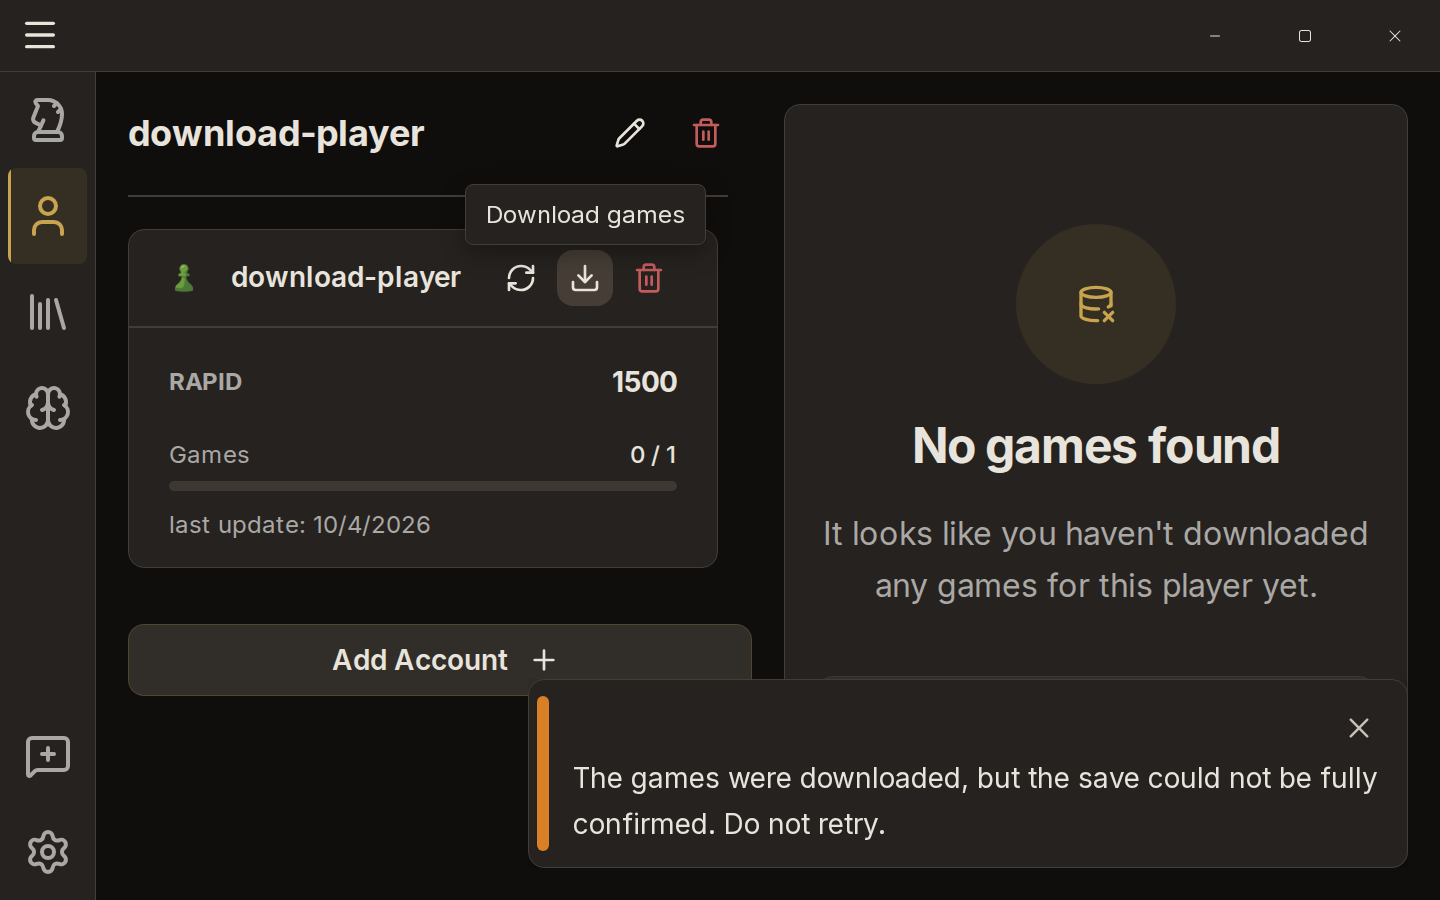 download-player
Download games
download-player
RAPID 1500
Games 0 / 1
last update: 10/4/2026
Add Account
No games found
It looks like you haven't downloaded
any games for this player yet.
The games were downloaded, but the save could not be fully
confirmed. Do not retry.